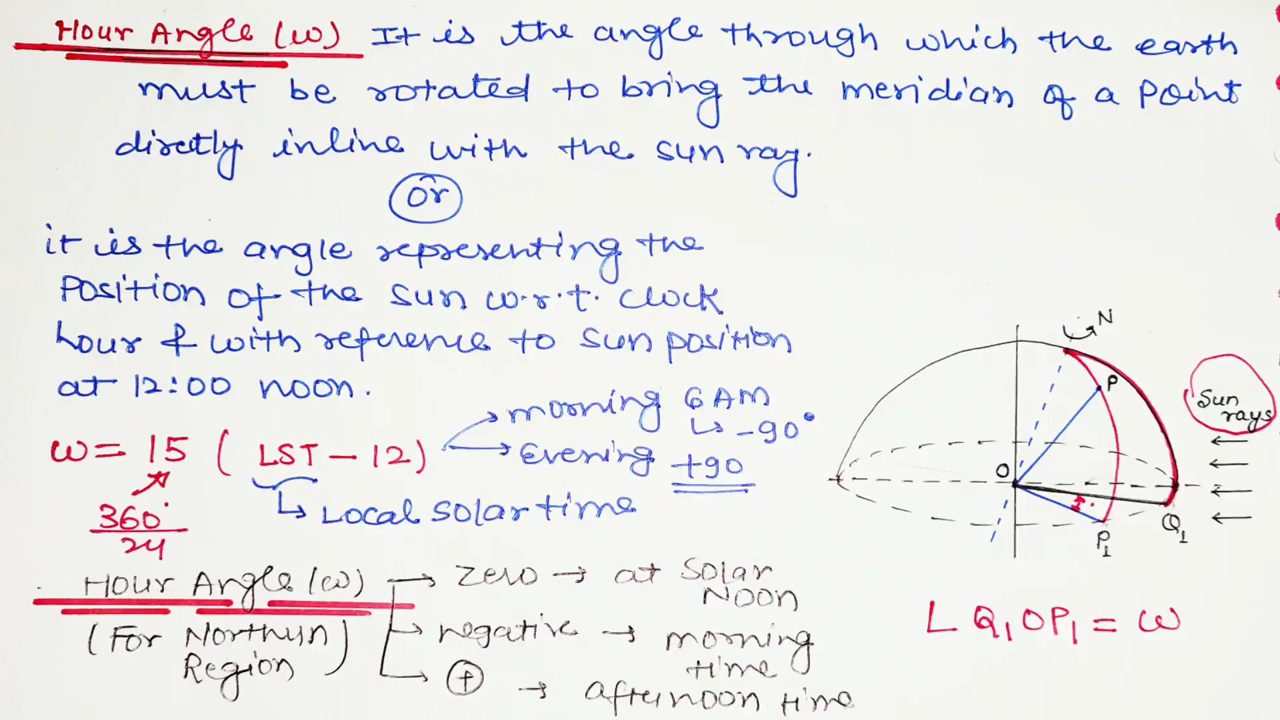 Hour Angle (ω) It is the angle through which the earth
must be rotated to bring the meridian of a point
directly inline with the sun ray.
Or
it is the angle representing the
Position of the sun w.r.t. clock
hour & with reference to sun position
at 12:00 noon.
morning 6 AM
↳ -90°
ω = 15 (LST - 12)
Evening +90
↳ Local solar time
360°
24
Hour Angle (ω) → zero → at solar
NOON
(For Northern
Region)
negative → morning
time
+ → afternoon time
N
P
Sun
rays
O
P1
Q1
∠ Q1OP1 = ω